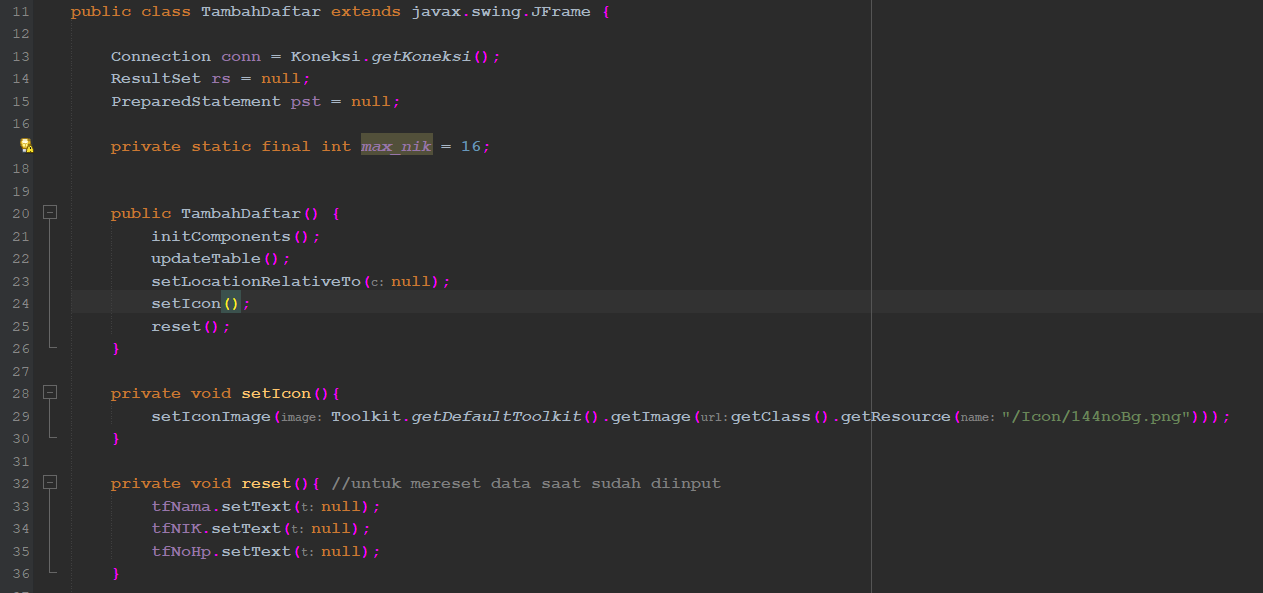 11 public class TambahDaftar extends javax.swing.JFrame {
12
13 Connection conn = Koneksi.getKoneksi();
14 ResultSet rs = null;
15 PreparedStatement pst = null;
16
private static final int max_nik = 16;
18
19
20 public TambahDaftar() {
21 initComponents();
22 updateTable();
23 setLocationRelativeTo(c: null);
24 setIcon();
25 reset();
26 }
27
28 private void setIcon(){
29 setIconImage(image: Toolkit.getDefaultToolkit().getImage(url:getClass().getResource(name: "/Icon/144noBg.png")));
30 }
31
32 private void reset(){ //untuk mereset data saat sudah diinput
33 tfNama.setText(t: null);
34 tfNIK.setText(t: null);
35 tfNoHp.setText(t: null);
36 }